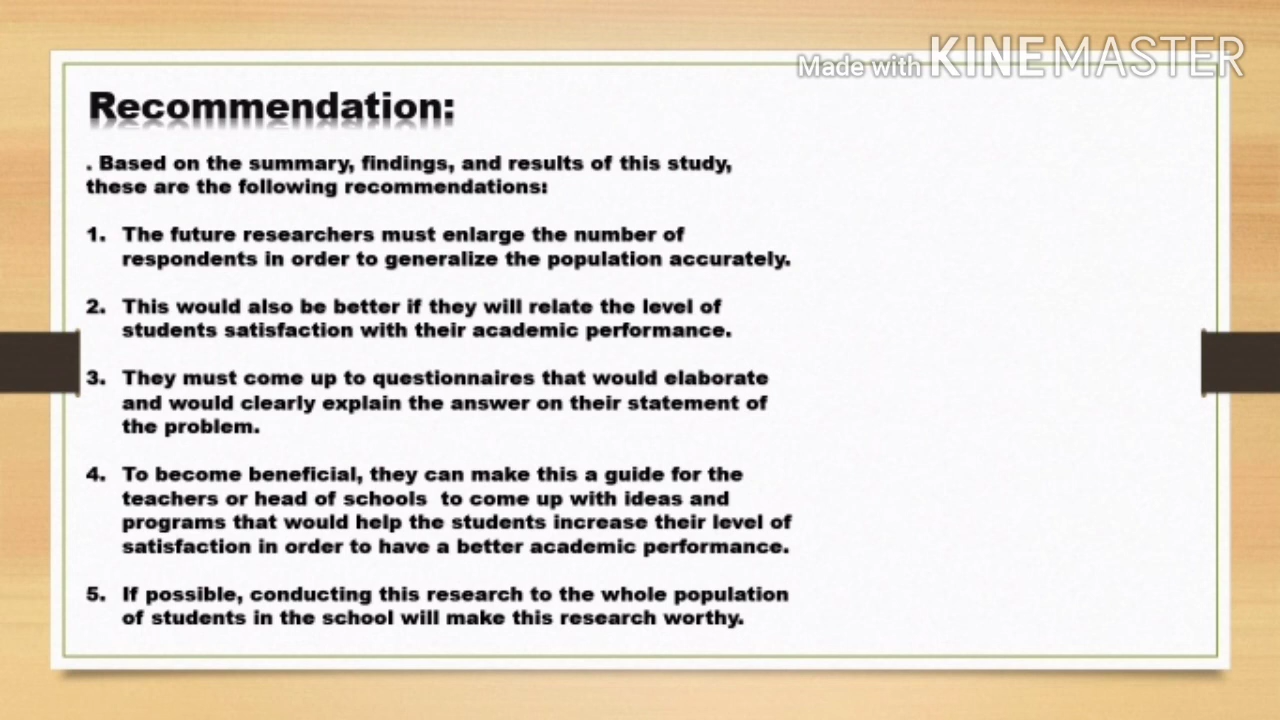 Made with KINEMASTER
Recommendation:
. Based on the summary, findings, and results of this study,
these are the following recommendations:
1. The future researchers must enlarge the number of
respondents in order to generalize the population accurately.
2. This would also be better if they will relate the level of
students satisfaction with their academic performance.
3. They must come up to questionnaires that would elaborate
and would clearly explain the answer on their statement of
the problem.
4. To become beneficial, they can make this a guide for the
teachers or head of schools  to come up with ideas and
programs that would help the students increase their level of
satisfaction in order to have a better academic performance.
5. If possible, conducting this research to the whole population
of students in the school will make this research worthy.